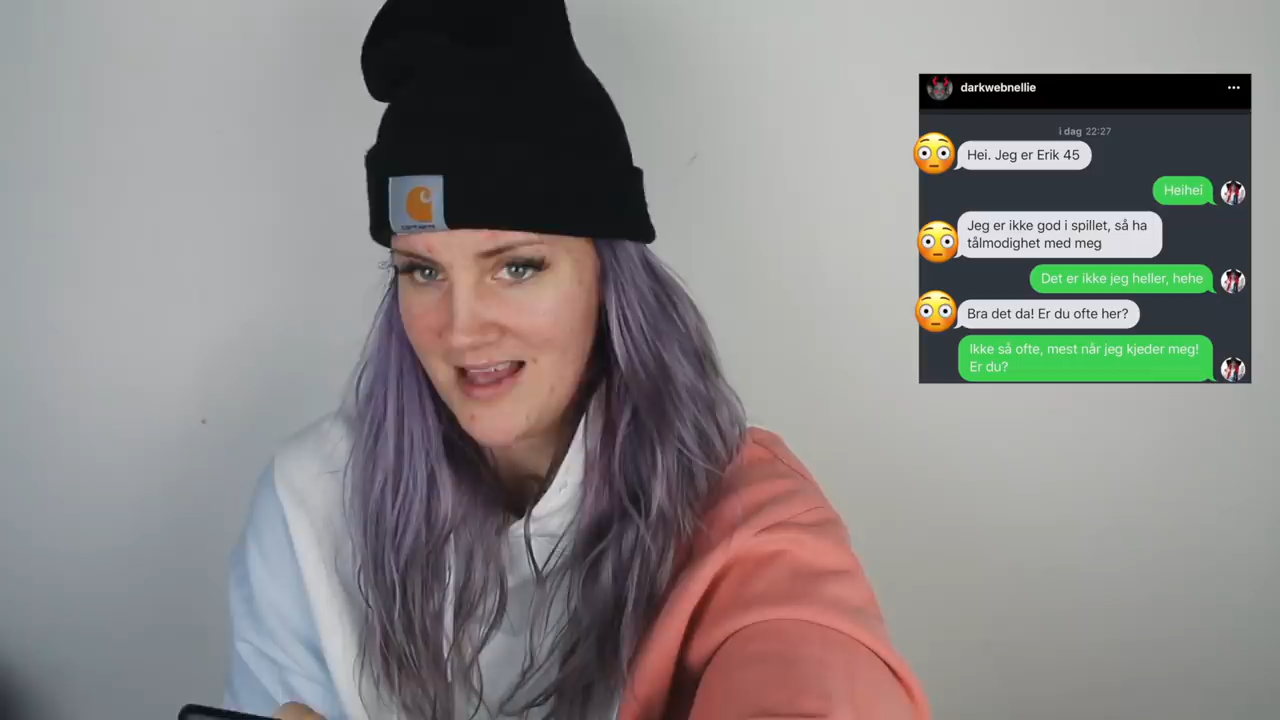 darkwebnellie
i dag 22:27
Hei. Jeg er Erik 45
Heihei
Jeg er ikke god i spillet, så ha
tålmodighet med meg
Det er ikke jeg heller, hehe
Bra det da! Er du ofte her?
Ikke så ofte, mest når jeg kjeder meg!
Er du?